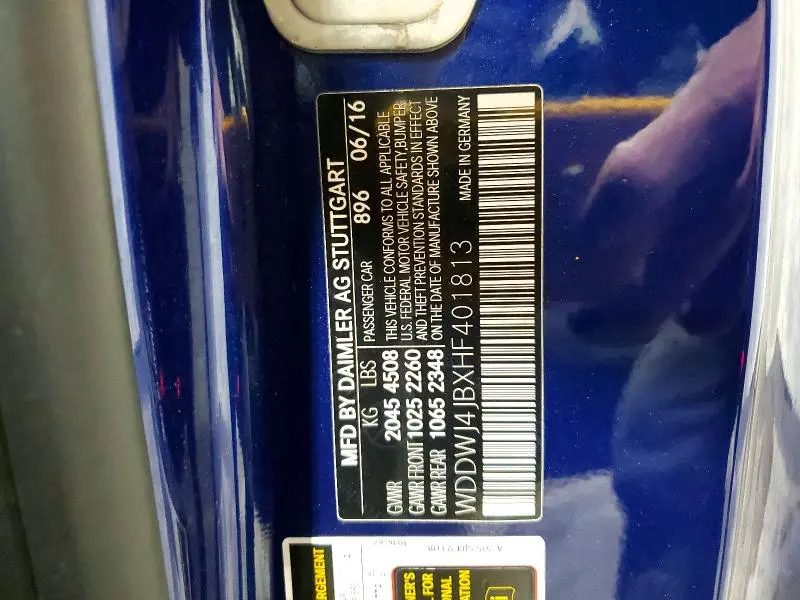 MFD BY DAIMLER AG STUTTGART
KG LBS 896 06/16
GVWR 2045 4508
GAWR FRONT 1025 2260
GAWR REAR 1065 2348
PASSENGER CAR
THIS VEHICLE CONFORMS TO ALL APPLICABLE
U.S. FEDERAL MOTOR VEHICLE SAFETY, BUMPER,
AND THEFT PREVENTION STANDARDS IN EFFECT
ON THE DATE OF MANUFACTURE SHOWN ABOVE
WDDWJ4JBXHF401813 MADE IN GERMANY